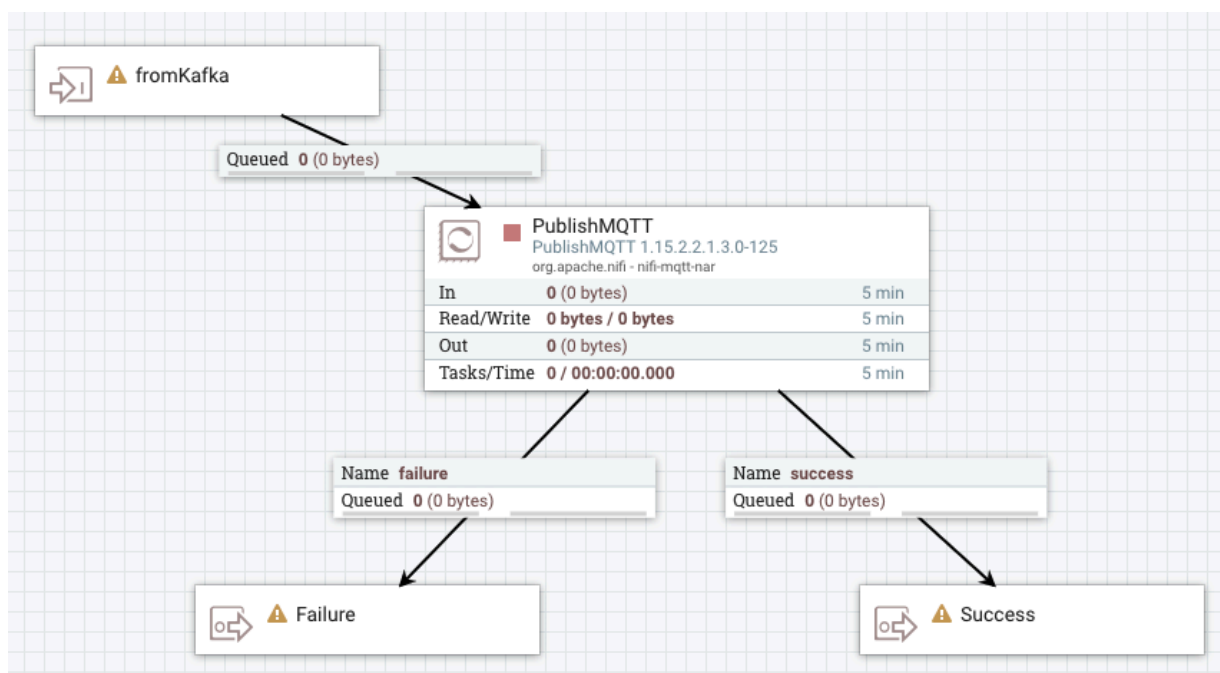 fromKafka
Queued 0 (0 bytes)
PublishMQTT
PublishMQTT 1.15.2.2.1.3.0-125
org.apache.nifi - nifi-mqtt-nar
In 0 (0 bytes) 5 min
Read/Write 0 bytes / 0 bytes 5 min
Out 0 (0 bytes) 5 min
Tasks/Time 0 / 00:00:00.000 5 min
Name failure
Queued 0 (0 bytes)
Name success
Queued 0 (0 bytes)
Failure
Success